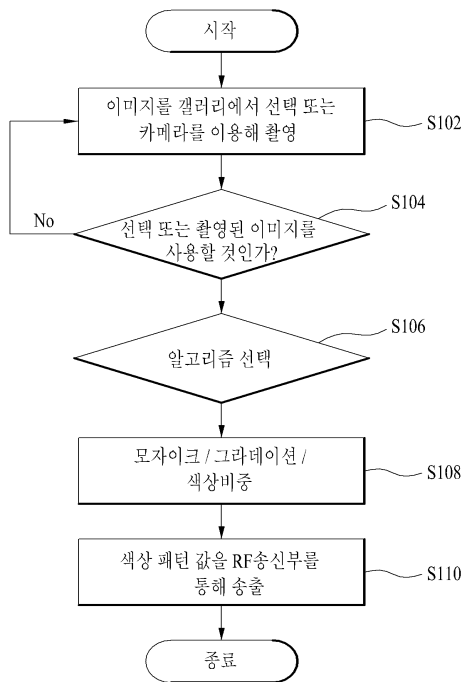 시작
이미지를 갤러리에서 선택 또는
카메라를 이용해 촬영
S102
S104
No
선택 또는 촬영된 이미지를
사용할 것인가?
S106
알고리즘 선택
모자이크 / 그라데이션 /
색상비중
S108
색상 패턴 값을 RF송신부를
통해 송출
S110
종료